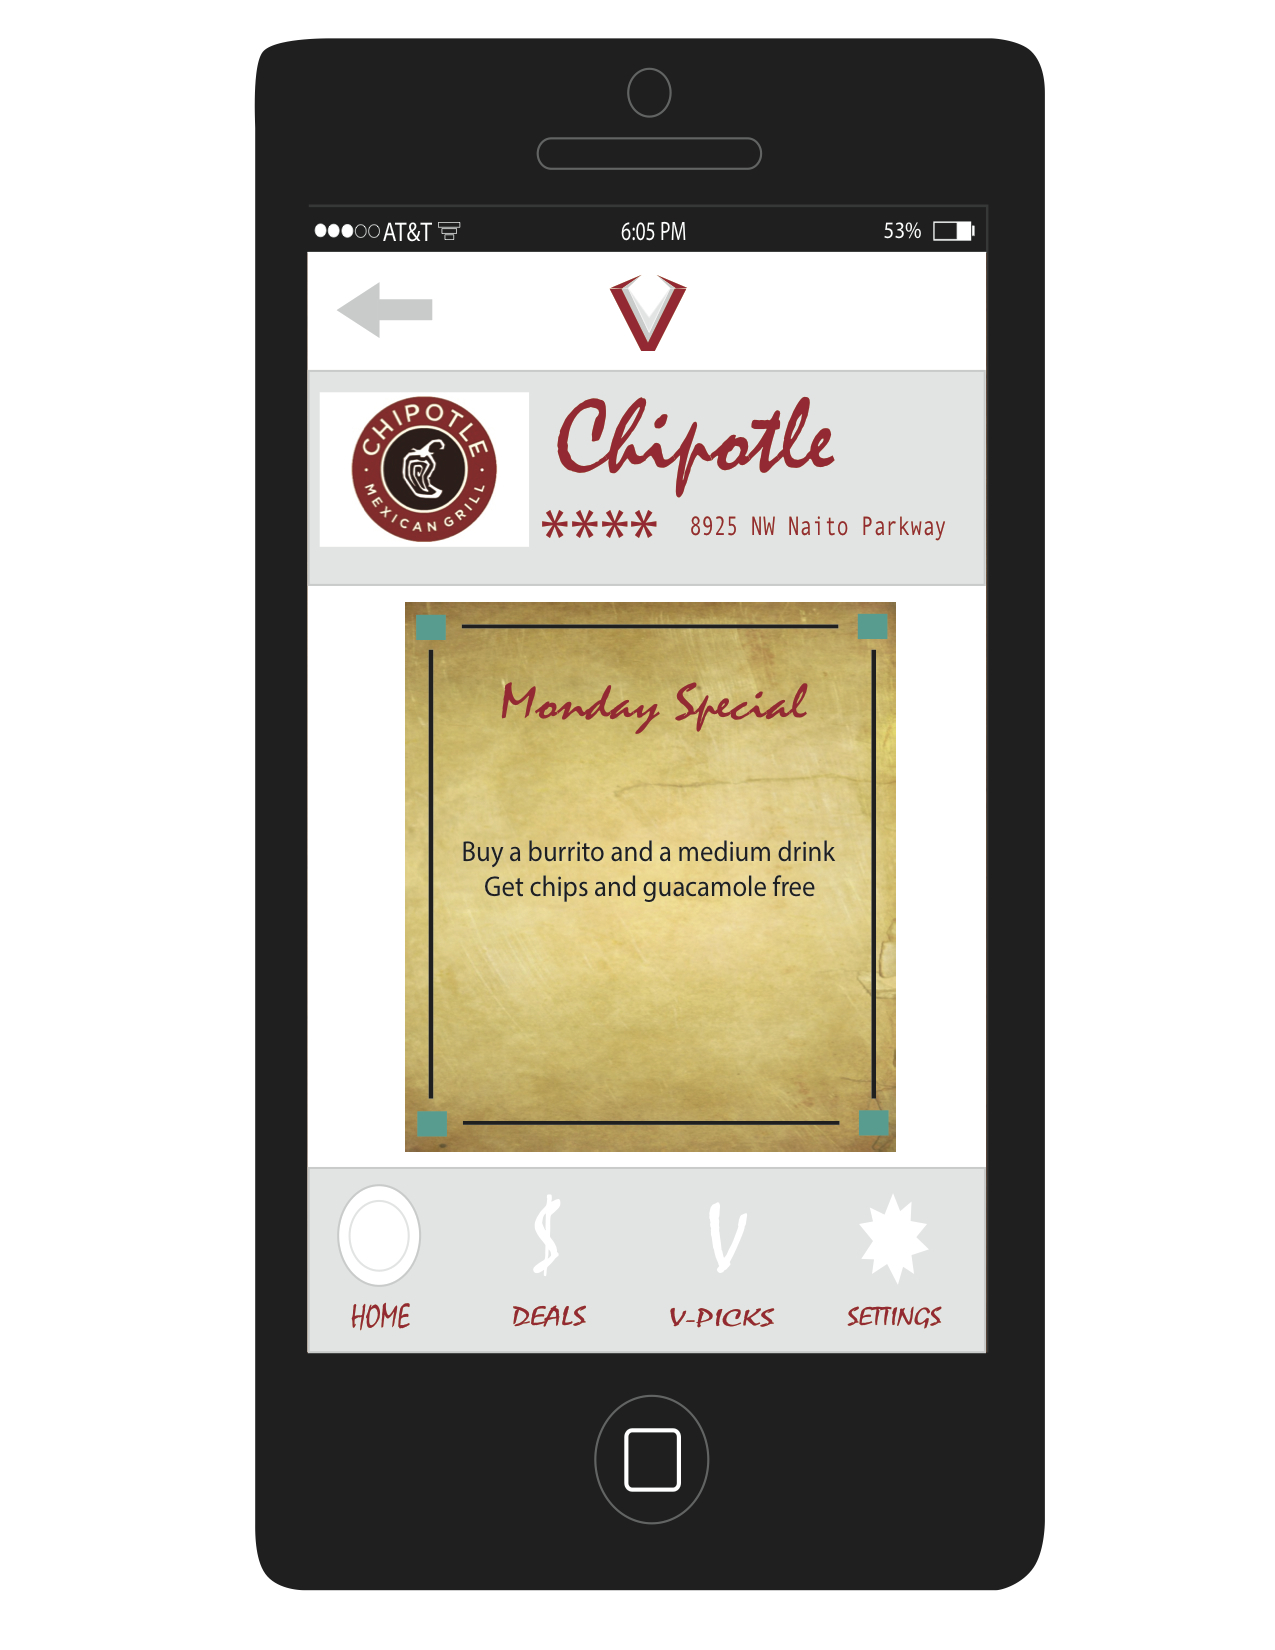 AT&T 6:05 PM 53%
CHIPOTLE
MEXICAN GRILL
Chipotle
**** 8925 NW Naito Parkway
Monday Special
Buy a burrito and a medium drink
Get chips and guacamole free
$ V
HOME DEALS V-PICKS SETTINGS